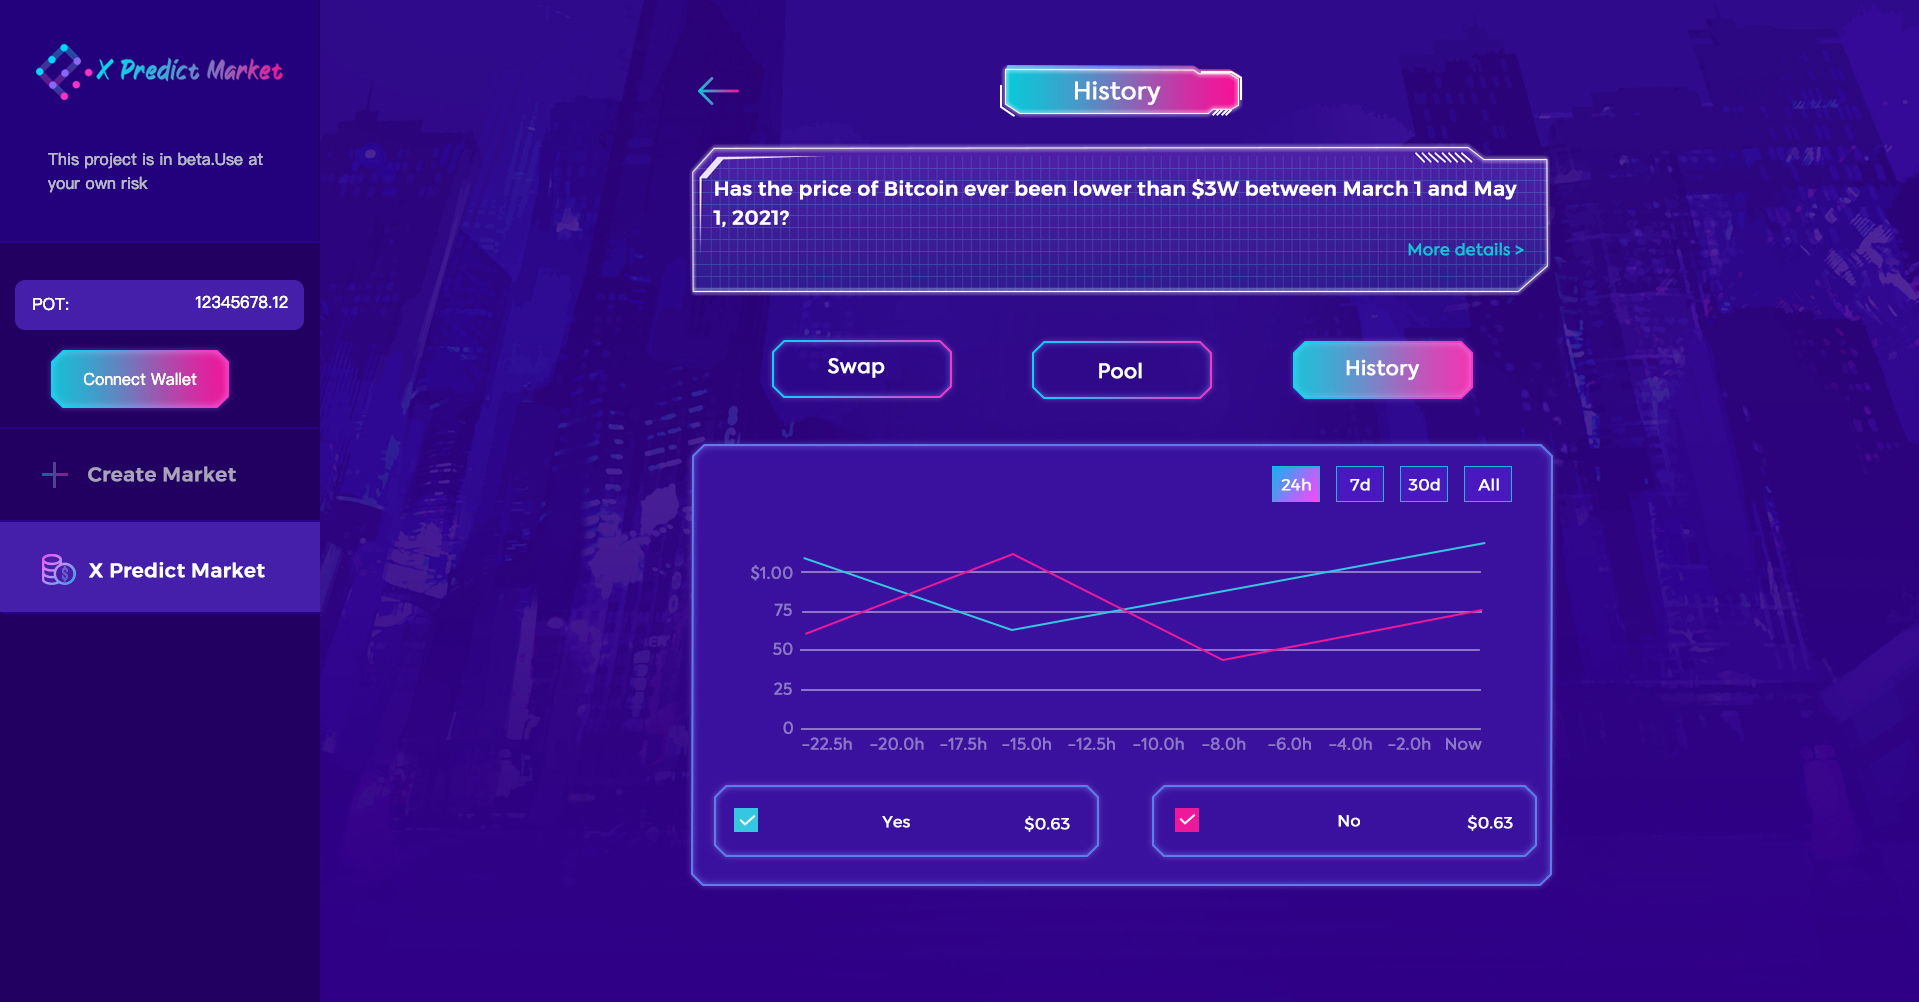 X Predict Market
This project is in beta.Use at
your own risk
POT: 12345678.12
Connect Wallet
Create Market
X Predict Market
History
Has the price of Bitcoin ever been lower than $3W between March 1 and May
1, 2021?
More details >
Swap
Pool
History
24h 7d 30d All
$1.00
75
50
25
0
-22.5h -20.0h -17.5h -15.0h -12.5h -10.0h -8.0h -6.0h -4.0h -2.0h Now
Yes $0.63
No $0.63